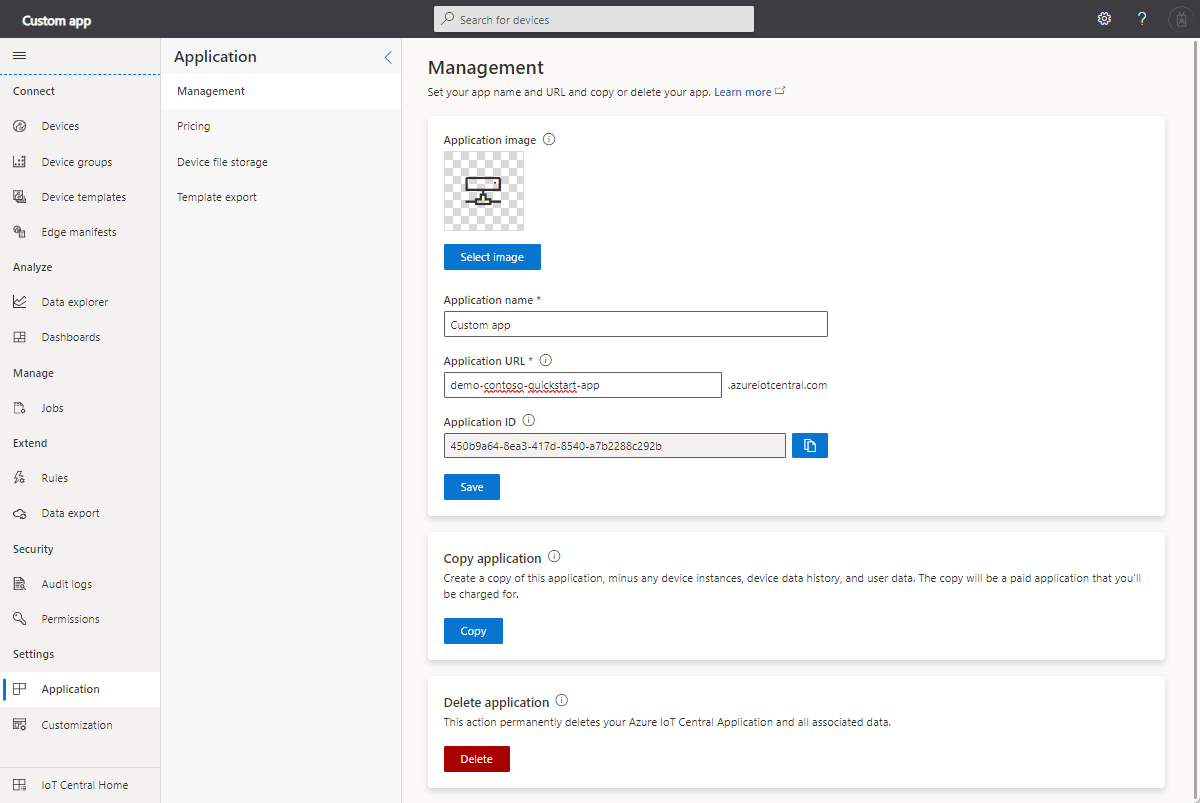 Custom app
Search for devices
?
Connect
Devices
Device groups
Device templates
Edge manifests
Analyze
Data explorer
Dashboards
Manage
Jobs
Extend
Rules
Data export
Security
Audit logs
Permissions
Settings
Application
Customization
IoT Central Home
Application
Management
Pricing
Device file storage
Template export
Management
Set your app name and URL and copy or delete your app. Learn more
Application image
Select image
Application name *
Custom app
Application URL *
demo-contoso-quickstart-app .azureiotcentral.com
Application ID
450b9a64-8ea3-417d-8540-a7b2288c292b
Save
Copy application
Create a copy of this application, minus any device instances, device data history, and user data. The copy will be a paid application that you'll
be charged for.
Copy
Delete application
This action permanently deletes your Azure IoT Central Application and all associated data.
Delete